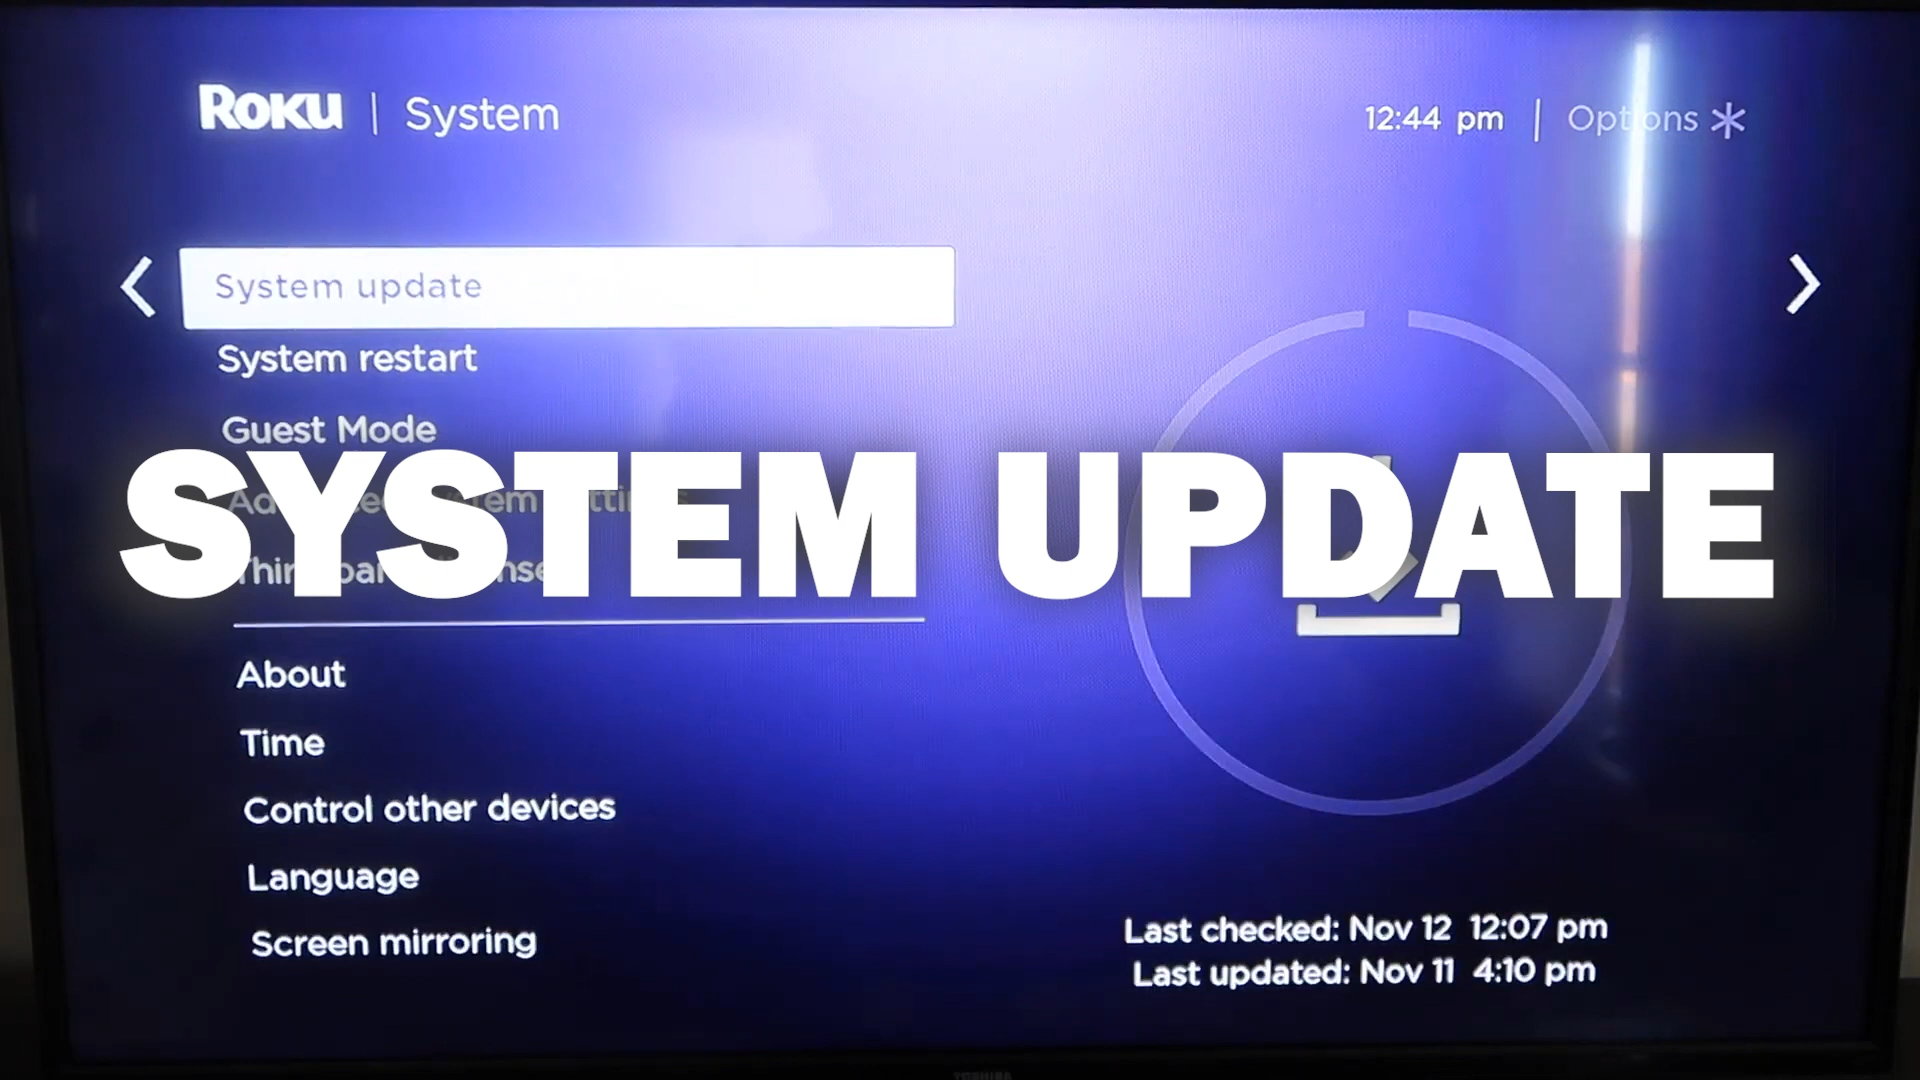 Roku | System
12:44 pm | Options
System update
System restart
Guest Mode
SYSTEM UPDATE
About
Time
Control other devices
Language
Screen mirroring
Last checked: Nov 12 12:07 pm
Last updated: Nov 11 4:10 pm
TOSHIBA